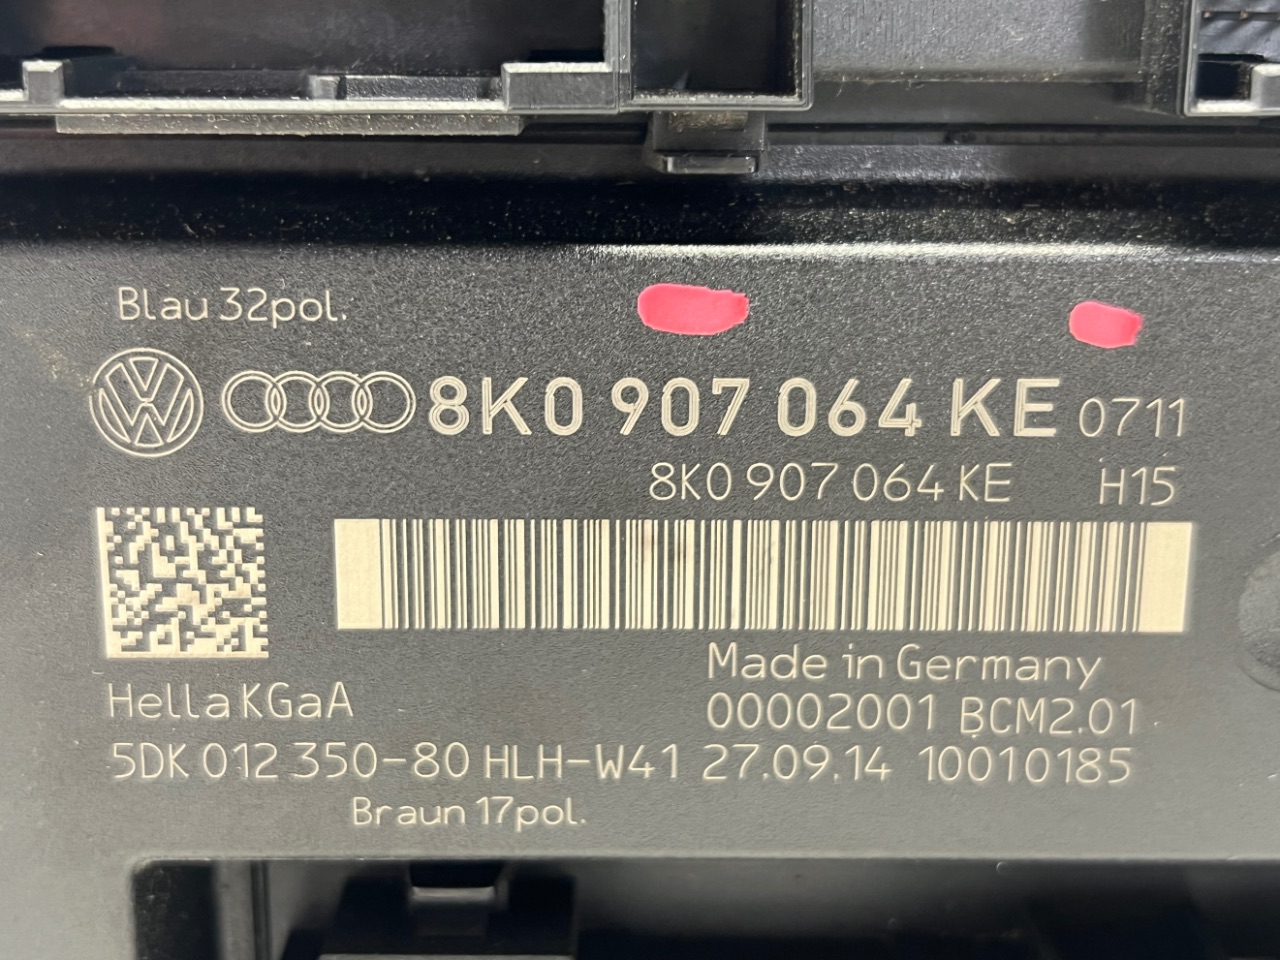 Blau 32pol.
8K0 907 064 KE 0711
8K0 907 064 KE H15
Made in Germany
Hella KGaA 00002001 BCM2.01
5DK 012 350-80 HLH-W41 27.09.14 10010185
Braun 17pol.